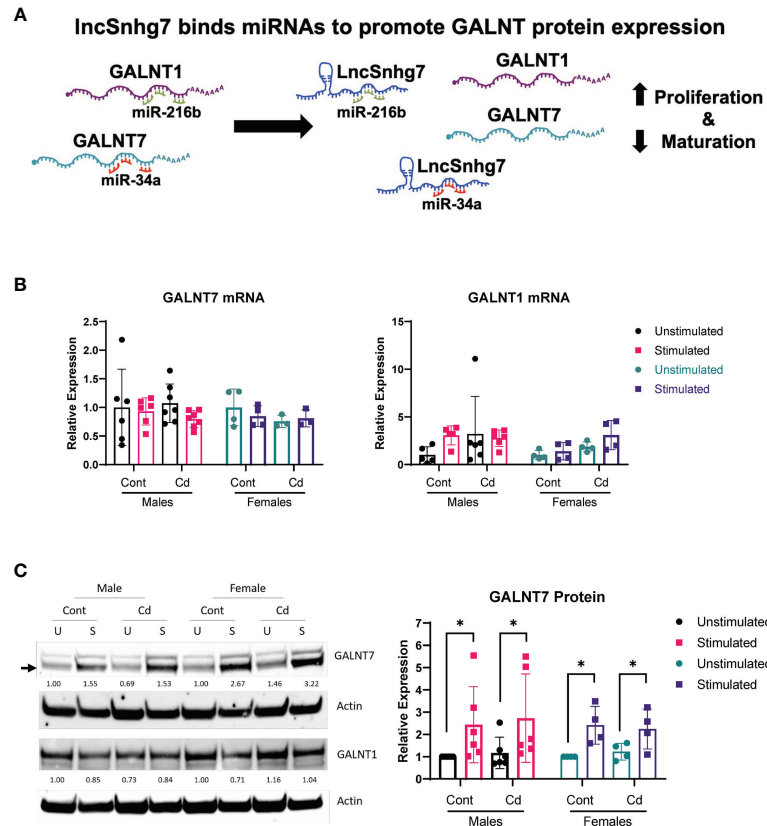 A
lncSnhg7 binds miRNAs to promote GALNT protein expression
GALNT1
AAAAAA
miR-216b
GALNT7
AAAAAA
miR-34a
LncSnhg7
miR-216b
GALNT1
AAAAAA
GALNT7
AAAAAA
LncSnhg7
miR-34a
Proliferation
&
Maturation
B
GALNT7 mRNA
Relative Expression
2.5
2.0
1.5
1.0
0.5
0.0
Cont Cd Cont Cd
Males Females
GALNT1 mRNA
Relative Expression
15
10
5
0
Cont Cd Cont Cd
Males Females
Unstimulated
Stimulated
Unstimulated
Stimulated
C
Male Female
Cont Cd Cont Cd
U S U S U S U S
GALNT7
1.00 1.55 0.69 1.53 1.00 2.67 1.46 3.22
Actin
GALNT1
1.00 0.85 0.73 0.84 1.00 0.71 1.16 1.04
Actin
GALNT7 Protein
Relative Expression
7
6
5
4
3
2
1
0
* * * *
Cont Cd Cont Cd
Males Females
Unstimulated
Stimulated
Unstimulated
Stimulated